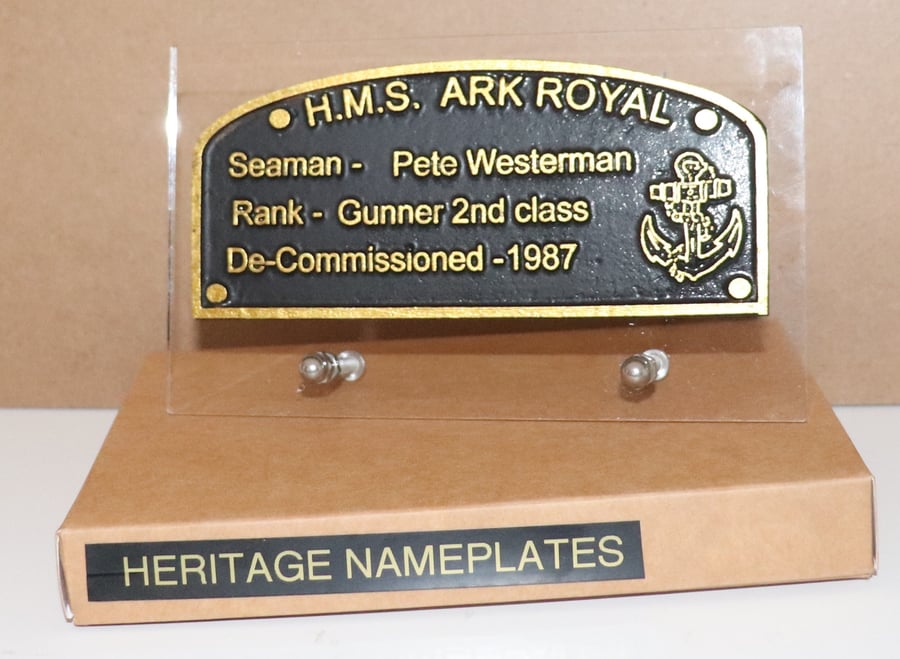 H.M.S. ARK ROYAL
Seaman - Pete Westerman
Rank - Gunner 2nd class
De-Commissioned -1987
HERITAGE NAMEPLATES